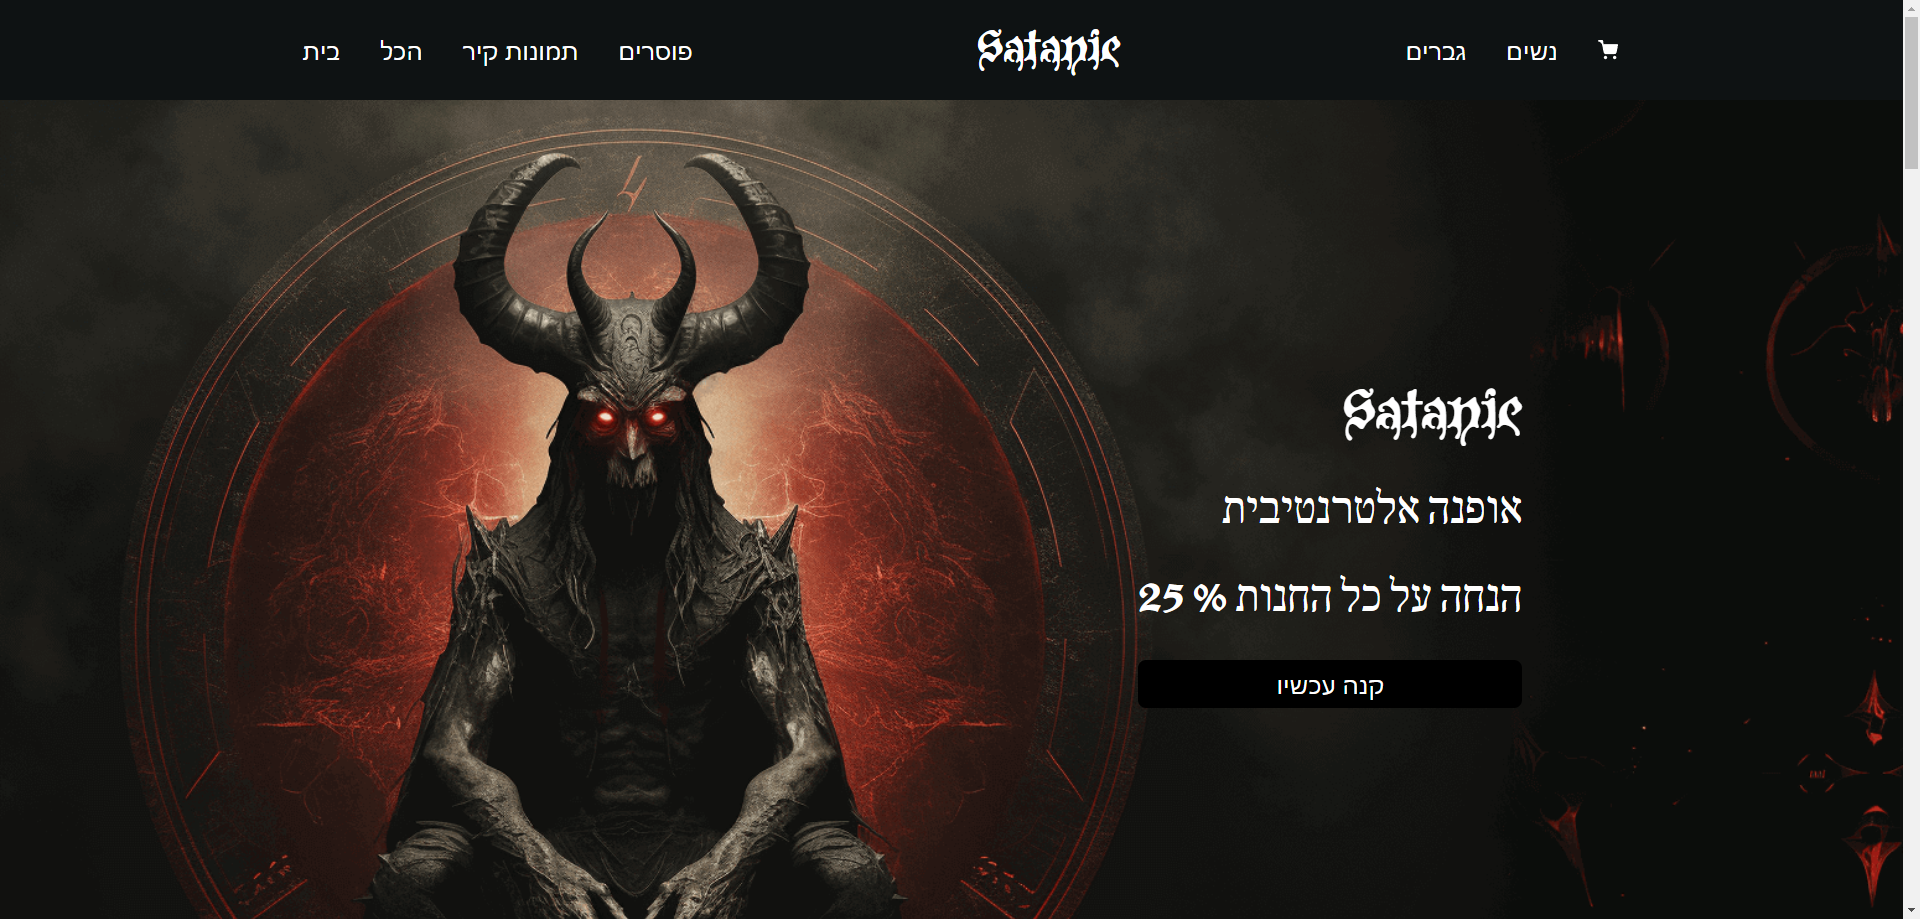 בית
הכל
תמונות קיר
פוסרים
Satanic
גברים
נשים
Satanic
אופנה אלטרנטיבית
הנחה על כל החנות % 25
קנה עכשיו